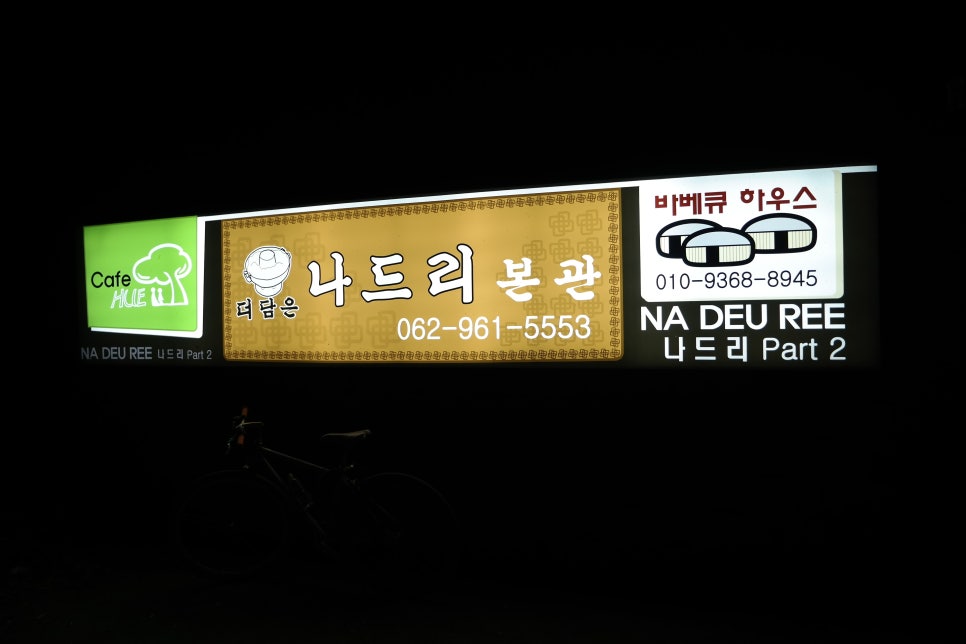 Cafe
HUE
NA DEU REE 나드리 Part 2
더담은
나드리 본관
062-961-5553
바베큐 하우스
010-9368-8945
NA DEU REE
나드리 Part 2